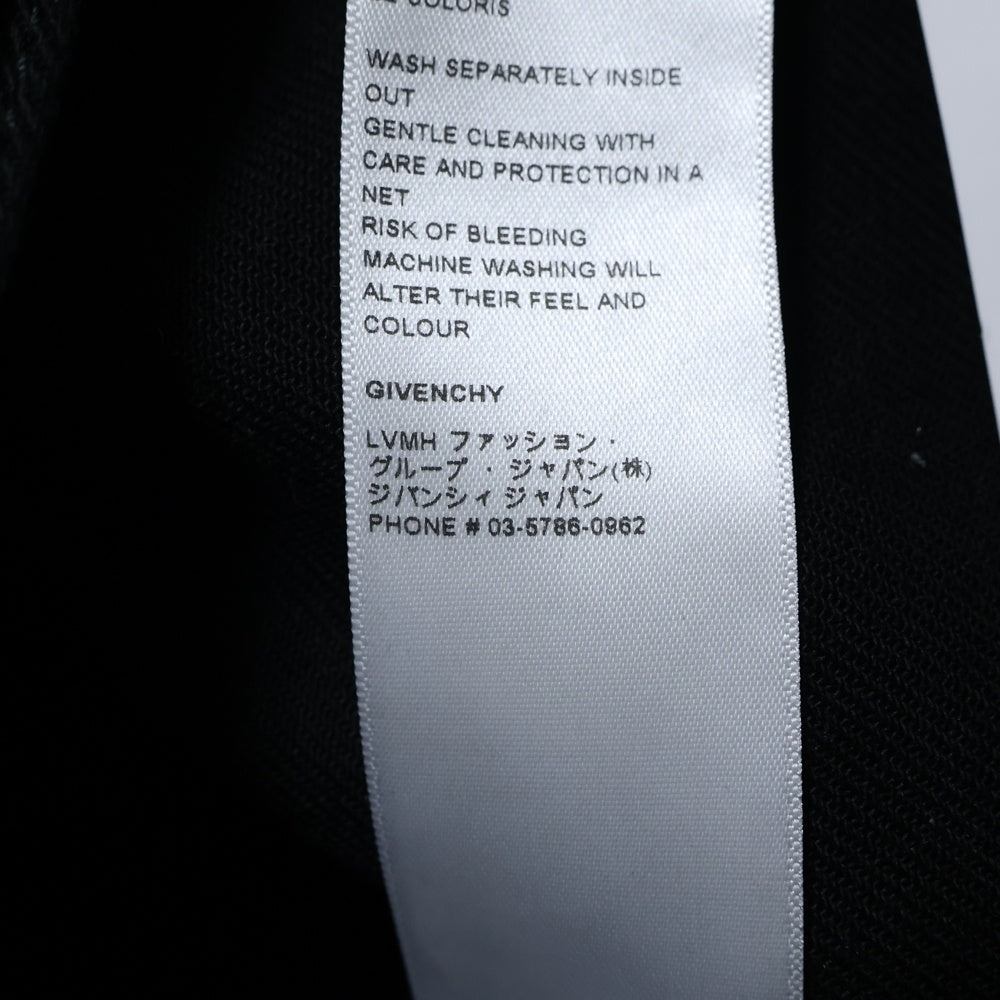 COLORIS
WASH SEPARATELY INSIDE
OUT
GENTLE CLEANING WITH
CARE AND PROTECTION IN A
NET
RISK OF BLEEDING
MACHINE WASHING WILL
ALTER THEIR FEEL AND
COLOUR
GIVENCHY
LVMH ファッション・
グループ・ジャパン(株)
ジバンシィ ジャパン
PHONE # 03-5786-0962